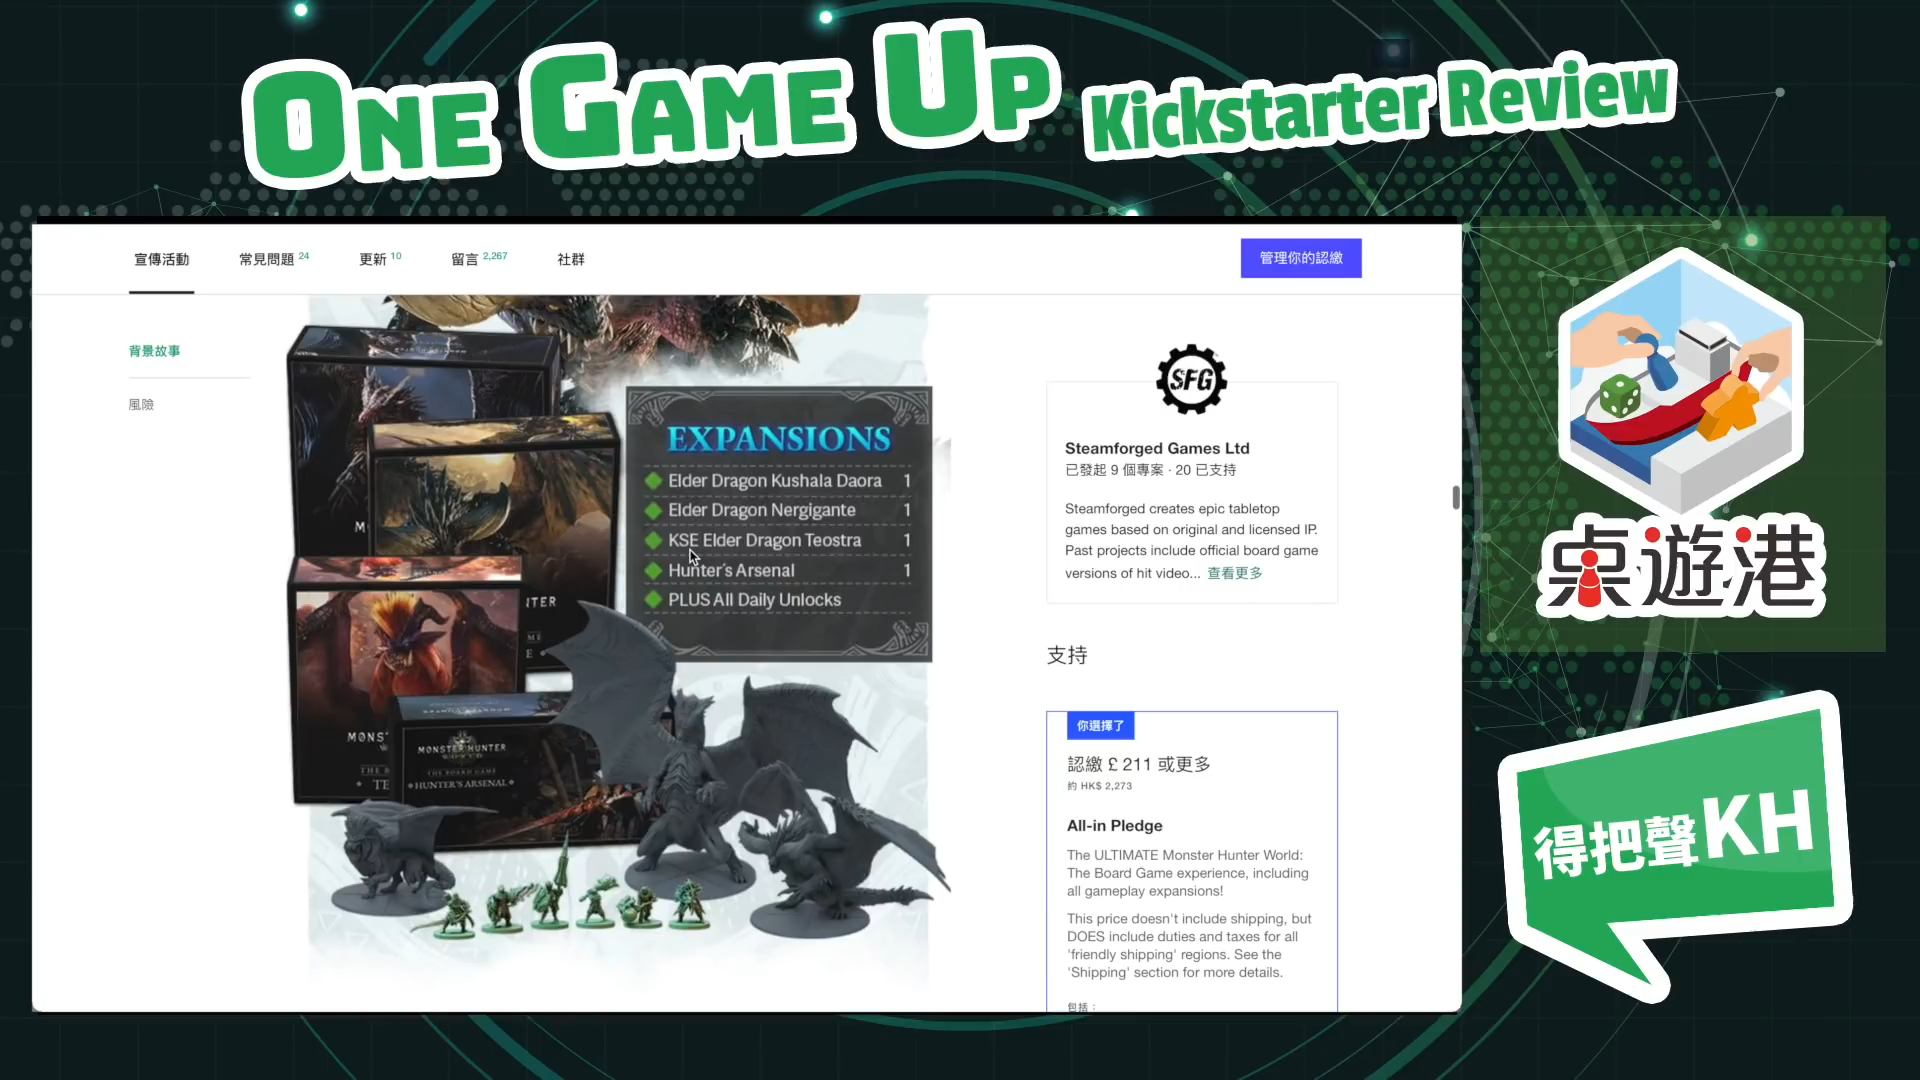 ONE GAME UP Kickstarter Review
宣傳活動
常見問題 24
更新 10
留言 2,267
社群
管理你的認繳
背景故事
風險
EXPANSIONS
Elder Dragon Kushala Daora 1
Elder Dragon Nergigante 1
KSE Elder Dragon Teostra 1
Hunter's Arsenal 1
PLUS All Daily Unlocks
MONSTER HUNTER
WORLD
THE BOARD GAME
HUNTER'S ARSENAL
SFG
Steamforged Games Ltd
已發起 9 個專案 · 20 已支持
Steamforged creates epic tabletop
games based on original and licensed IP.
Past projects include official board game
versions of hit video... 查看更多
支持
你選擇了
認繳 £ 211 或更多
約 HK$ 2,273
All-in Pledge
The ULTIMATE Monster Hunter World:
The Board Game experience, including
all gameplay expansions!
This price doesn't include shipping, but
DOES include duties and taxes for all
'friendly shipping' regions. See the
'Shipping' section for more details.
包括：
桌遊港
得把聲KH